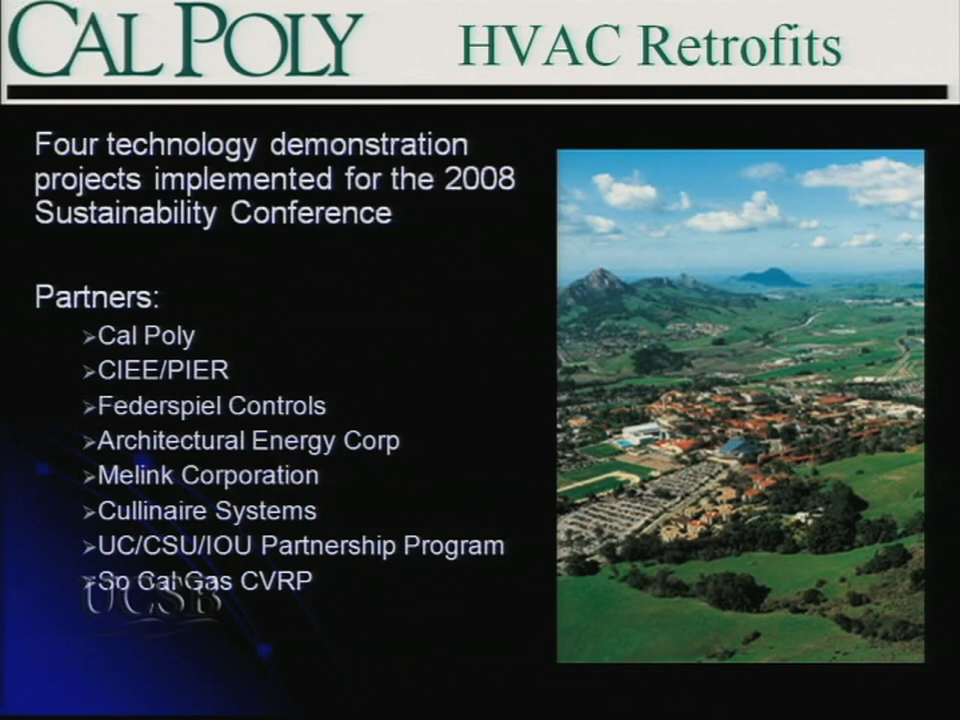 CAL POLY
HVAC Retrofits
Four technology demonstration
projects implemented for the 2008
Sustainability Conference
Partners:
➢Cal Poly
➢CIEE/PIER
➢Federspiel Controls
➢Architectural Energy Corp
➢Melink Corporation
➢Cullinaire Systems
➢UC/CSU/IOU Partnership Program
➢So Cal Gas CVRP
UCSB